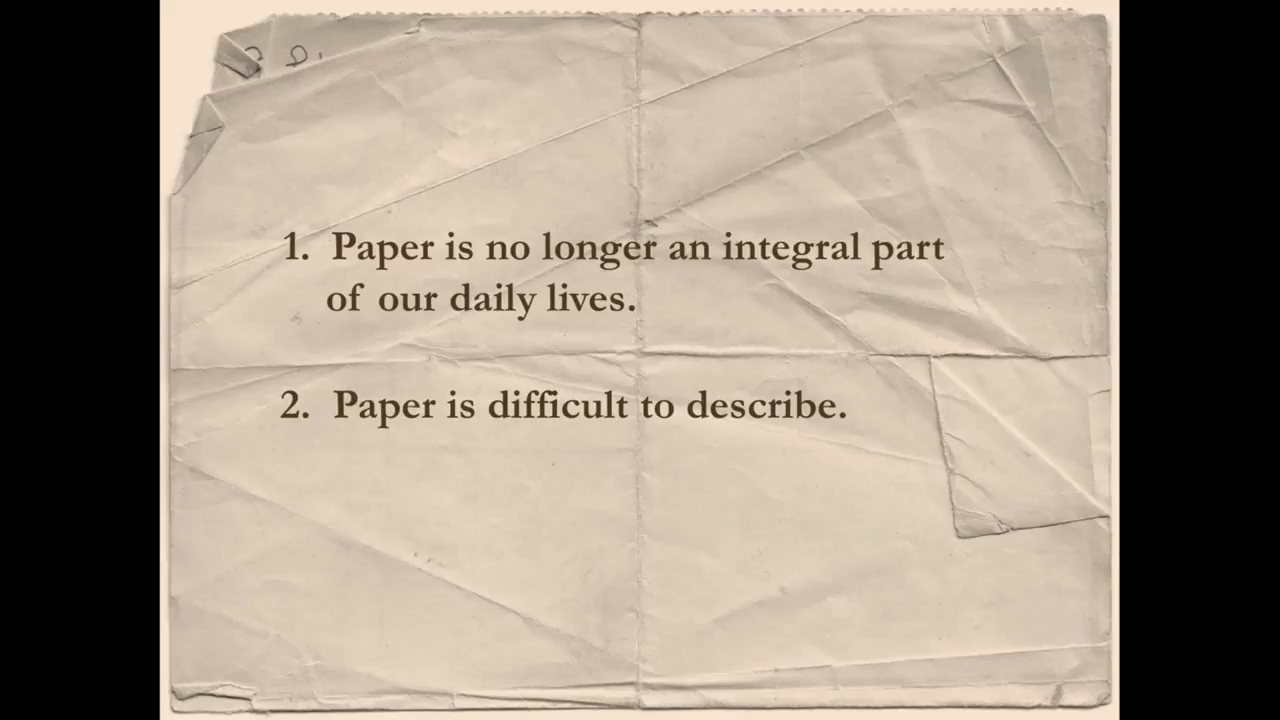 1. Paper is no longer an integral part
of our daily lives.
2. Paper is difficult to describe.